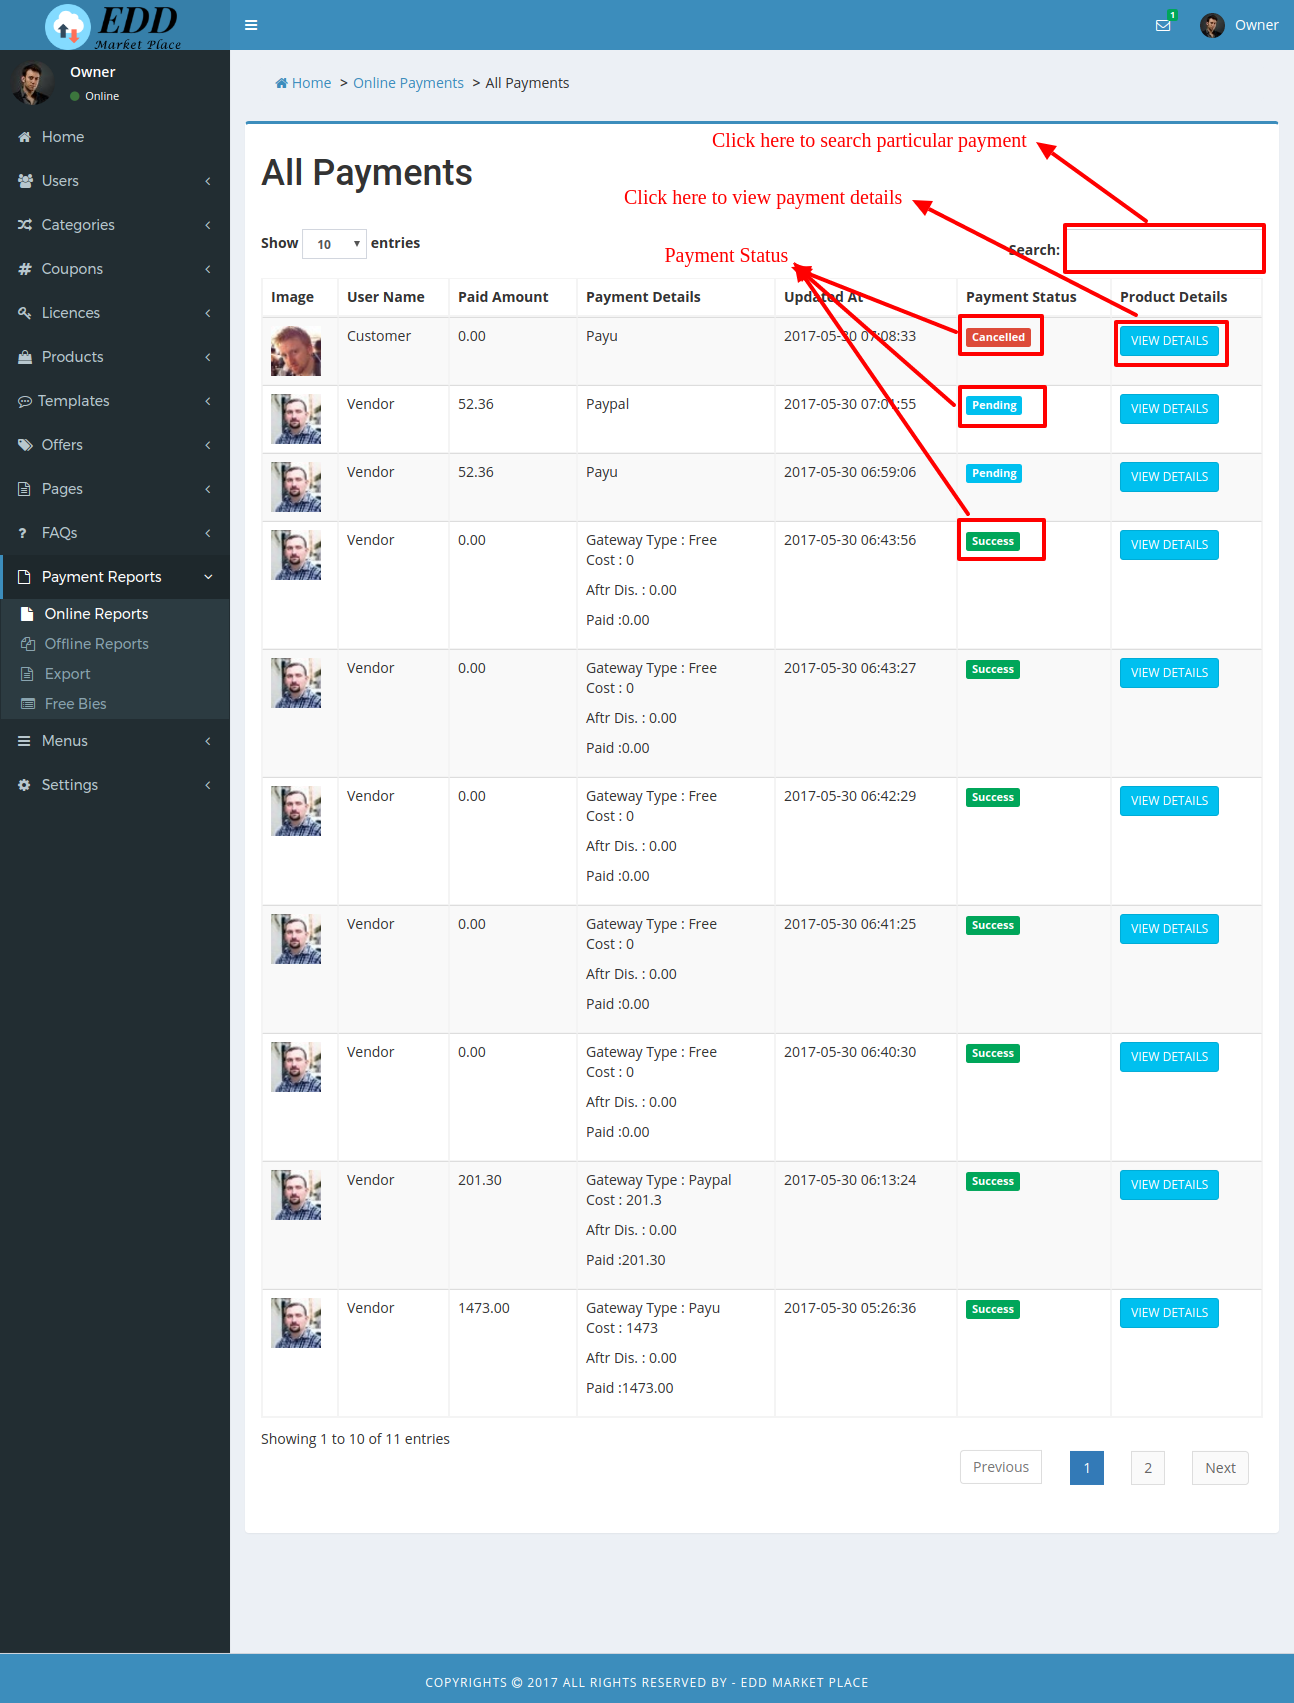 EDD
Market Place
1
Owner
Owner
Online
Home
Users
Categories
Coupons
Licences
Products
Templates
Offers
Pages
FAQs
Payment Reports
Online Reports
Offline Reports
Export
Free Bies
Menus
Settings
Home > Online Payments > All Payments
Click here to search particular payment
All Payments
Click here to view payment details
Show 10 entries
Search:
Payment Status
Image User Name Paid Amount Payment Details Updated At Payment Status Product Details
Customer 0.00 Payu 2017-05-30 07:08:33 Cancelled VIEW DETAILS
Vendor 52.36 Paypal 2017-05-30 07:01:55 Pending VIEW DETAILS
Vendor 52.36 Payu 2017-05-30 06:59:06 Pending VIEW DETAILS
Vendor 0.00 Gateway Type : Free 2017-05-30 06:43:56 Success VIEW DETAILS
Cost : 0
Aftr Dis. : 0.00
Paid :0.00
Vendor 0.00 Gateway Type : Free 2017-05-30 06:43:27 Success VIEW DETAILS
Cost : 0
Aftr Dis. : 0.00
Paid :0.00
Vendor 0.00 Gateway Type : Free 2017-05-30 06:42:29 Success VIEW DETAILS
Cost : 0
Aftr Dis. : 0.00
Paid :0.00
Vendor 0.00 Gateway Type : Free 2017-05-30 06:41:25 Success VIEW DETAILS
Cost : 0
Aftr Dis. : 0.00
Paid :0.00
Vendor 0.00 Gateway Type : Free 2017-05-30 06:40:30 Success VIEW DETAILS
Cost : 0
Aftr Dis. : 0.00
Paid :0.00
Vendor 201.30 Gateway Type : Paypal 2017-05-30 06:13:24 Success VIEW DETAILS
Cost : 201.3
Aftr Dis. : 0.00
Paid :201.30
Vendor 1473.00 Gateway Type : Payu 2017-05-30 05:26:36 Success VIEW DETAILS
Cost : 1473
Aftr Dis. : 0.00
Paid :1473.00
Showing 1 to 10 of 11 entries
Previous 1 2 Next
COPYRIGHTS © 2017 ALL RIGHTS RESERVED BY - EDD MARKET PLACE